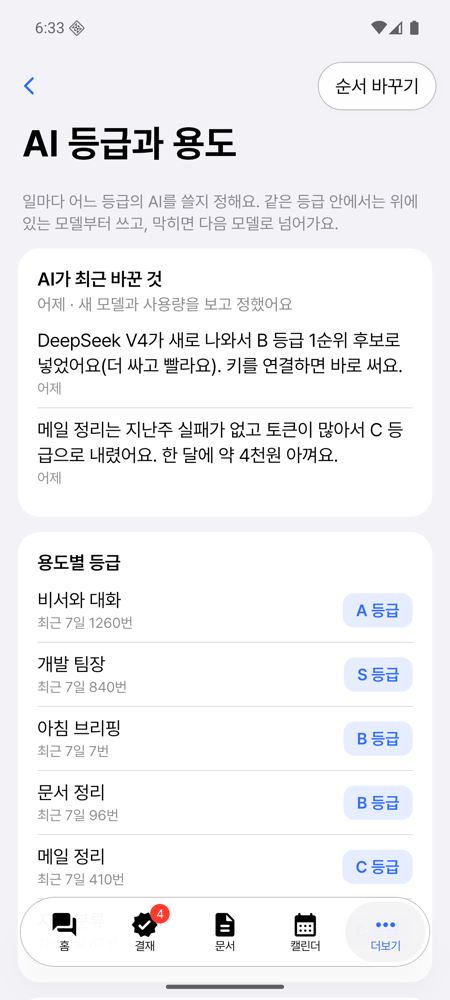 6:33
순서 바꾸기
AI 등급과 용도
일마다 어느 등급의 AI를 쓸지 정해요. 같은 등급 안에서는 위에
있는 모델부터 쓰고, 막히면 다음 모델로 넘어가요.
AI가 최근 바꾼 것
어제 · 새 모델과 사용량을 보고 정했어요
DeepSeek V4가 새로 나와서 B 등급 1순위 후보로
넣었어요(더 싸고 빨라요). 키를 연결하면 바로 써요.
어제
메일 정리는 지난주 실패가 없고 토큰이 많아서 C 등
급으로 내렸어요. 한 달에 약 4천원 아껴요.
어제
용도별 등급
비서와 대화
최근 7일 1260번
A 등급
개발 팀장
최근 7일 840번
S 등급
아침 브리핑
최근 7일 7번
B 등급
문서 정리
최근 7일 96번
B 등급
메일 정리
최근 7일 410번
C 등급
4
홈
결재
문서
캘린더
더보기